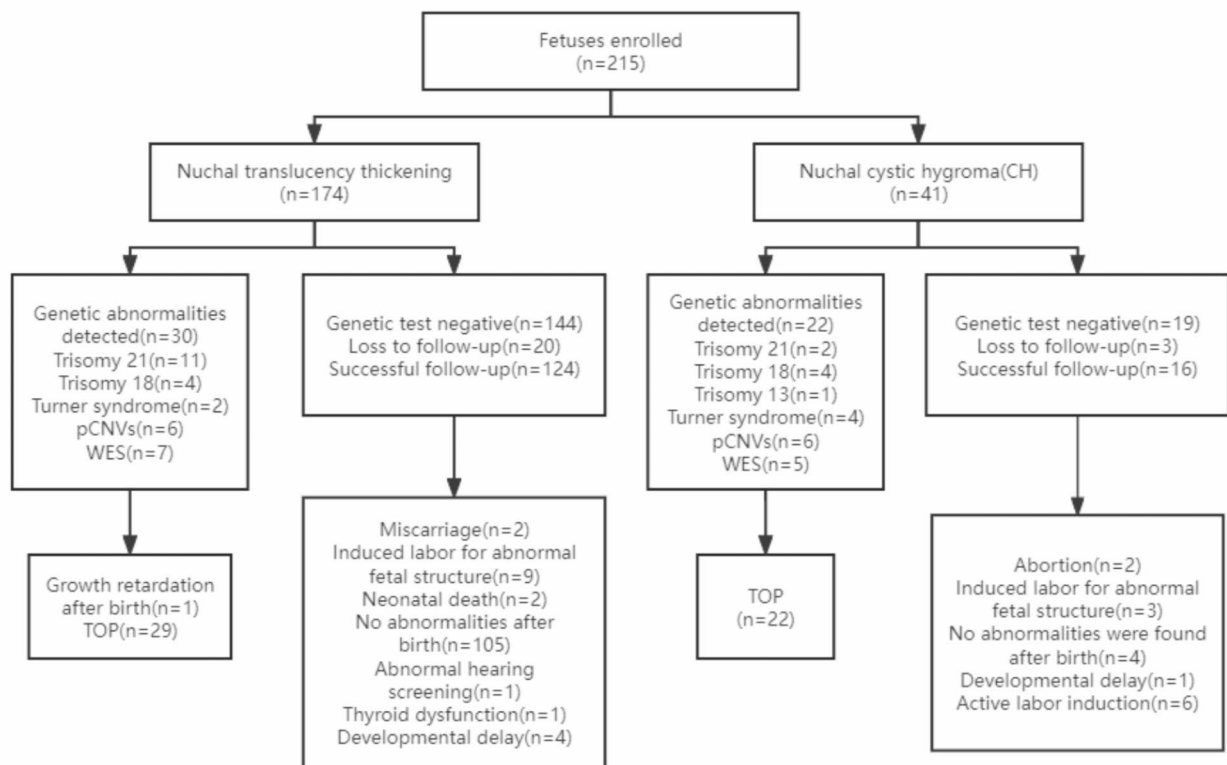 Fetuses enrolled
(n=215)
Nuchal translucency thickening
(n=174)
Nuchal cystic hygroma(CH)
(n=41)
Genetic abnormalities
detected(n=30)
Trisomy 21(n=11)
Trisomy 18(n=4)
Turner syndrome(n=2)
pCNVs(n=6)
WES(n=7)
Genetic test negative(n=144)
Loss to follow-up(n=20)
Successful follow-up(n=124)
Genetic abnormalities
detected(n=22)
Trisomy 21(n=2)
Trisomy 18(n=4)
Trisomy 13(n=1)
Turner syndrome(n=4)
pCNVs(n=6)
WES(n=5)
Genetic test negative(n=19)
Loss to follow-up(n=3)
Successful follow-up(n=16)
Growth retardation
after birth(n=1)
TOP(n=29)
Miscarriage(n=2)
Induced labor for abnormal
fetal structure(n=9)
Neonatal death(n=2)
No abnormalities after
birth(n=105)
Abnormal hearing
screening(n=1)
Thyroid dysfunction(n=1)
Developmental delay(n=4)
TOP
(n=22)
Abortion(n=2)
Induced labor for abnormal
fetal structure(n=3)
No abnormalities were found
after birth(n=4)
Developmental delay(n=1)
Active labor induction(n=6)